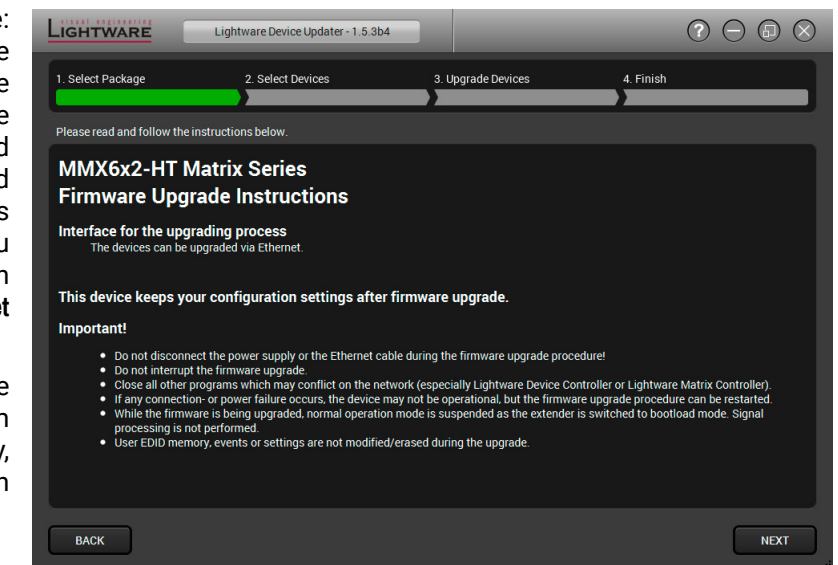 visual engineering
LIGHTWARE
Lightware Device Updater - 1.5.3b4
?
1. Select Package
2. Select Devices
3. Upgrade Devices
4. Finish
Please read and follow the instructions below.
MMX6x2-HT Matrix Series
Firmware Upgrade Instructions
Interface for the upgrading process
The devices can be upgraded via Ethernet.
This device keeps your configuration settings after firmware upgrade.
Important!
• Do not disconnect the power supply or the Ethernet cable during the firmware upgrade procedure!
• Do not interrupt the firmware upgrade.
• Close all other programs which may conflict on the network (especially Lightware Device Controller or Lightware Matrix Controller).
• If any connection- or power failure occurs, the device may not be operational, but the firmware upgrade procedure can be restarted.
• While the firmware is being upgraded, normal operation mode is suspended as the extender is switched to bootload mode. Signal
processing is not performed.
• User EDID memory, events or settings are not modified/erased during the upgrade.
BACK
NEXT